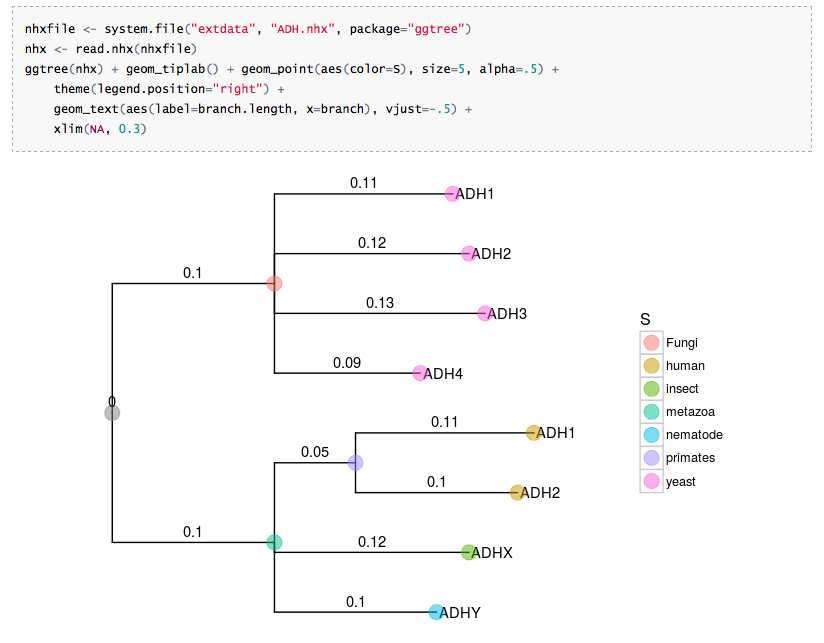 nhxfile <- system.file("extdata", "ADH.nhx", package="ggtree")
nhx <- read.nhx(nhxfile)
ggtree(nhx) + geom_tiplab() + geom_point(aes(color=S), size=5, alpha=.5) +
    theme(legend.position="right") +
    geom_text(aes(label=branch.length, x=branch), vjust=-.5) +
    xlim(NA, 0.3)
0.11
ADH1
0.12
ADH2
0.1
0.13
ADH3
0.09
ADH4
0
0.11
ADH1
0.05
0.1
ADH2
0.1
0.12
ADHX
0.1
ADHY
S
Fungi
human
insect
metazoa
nematode
primates
yeast